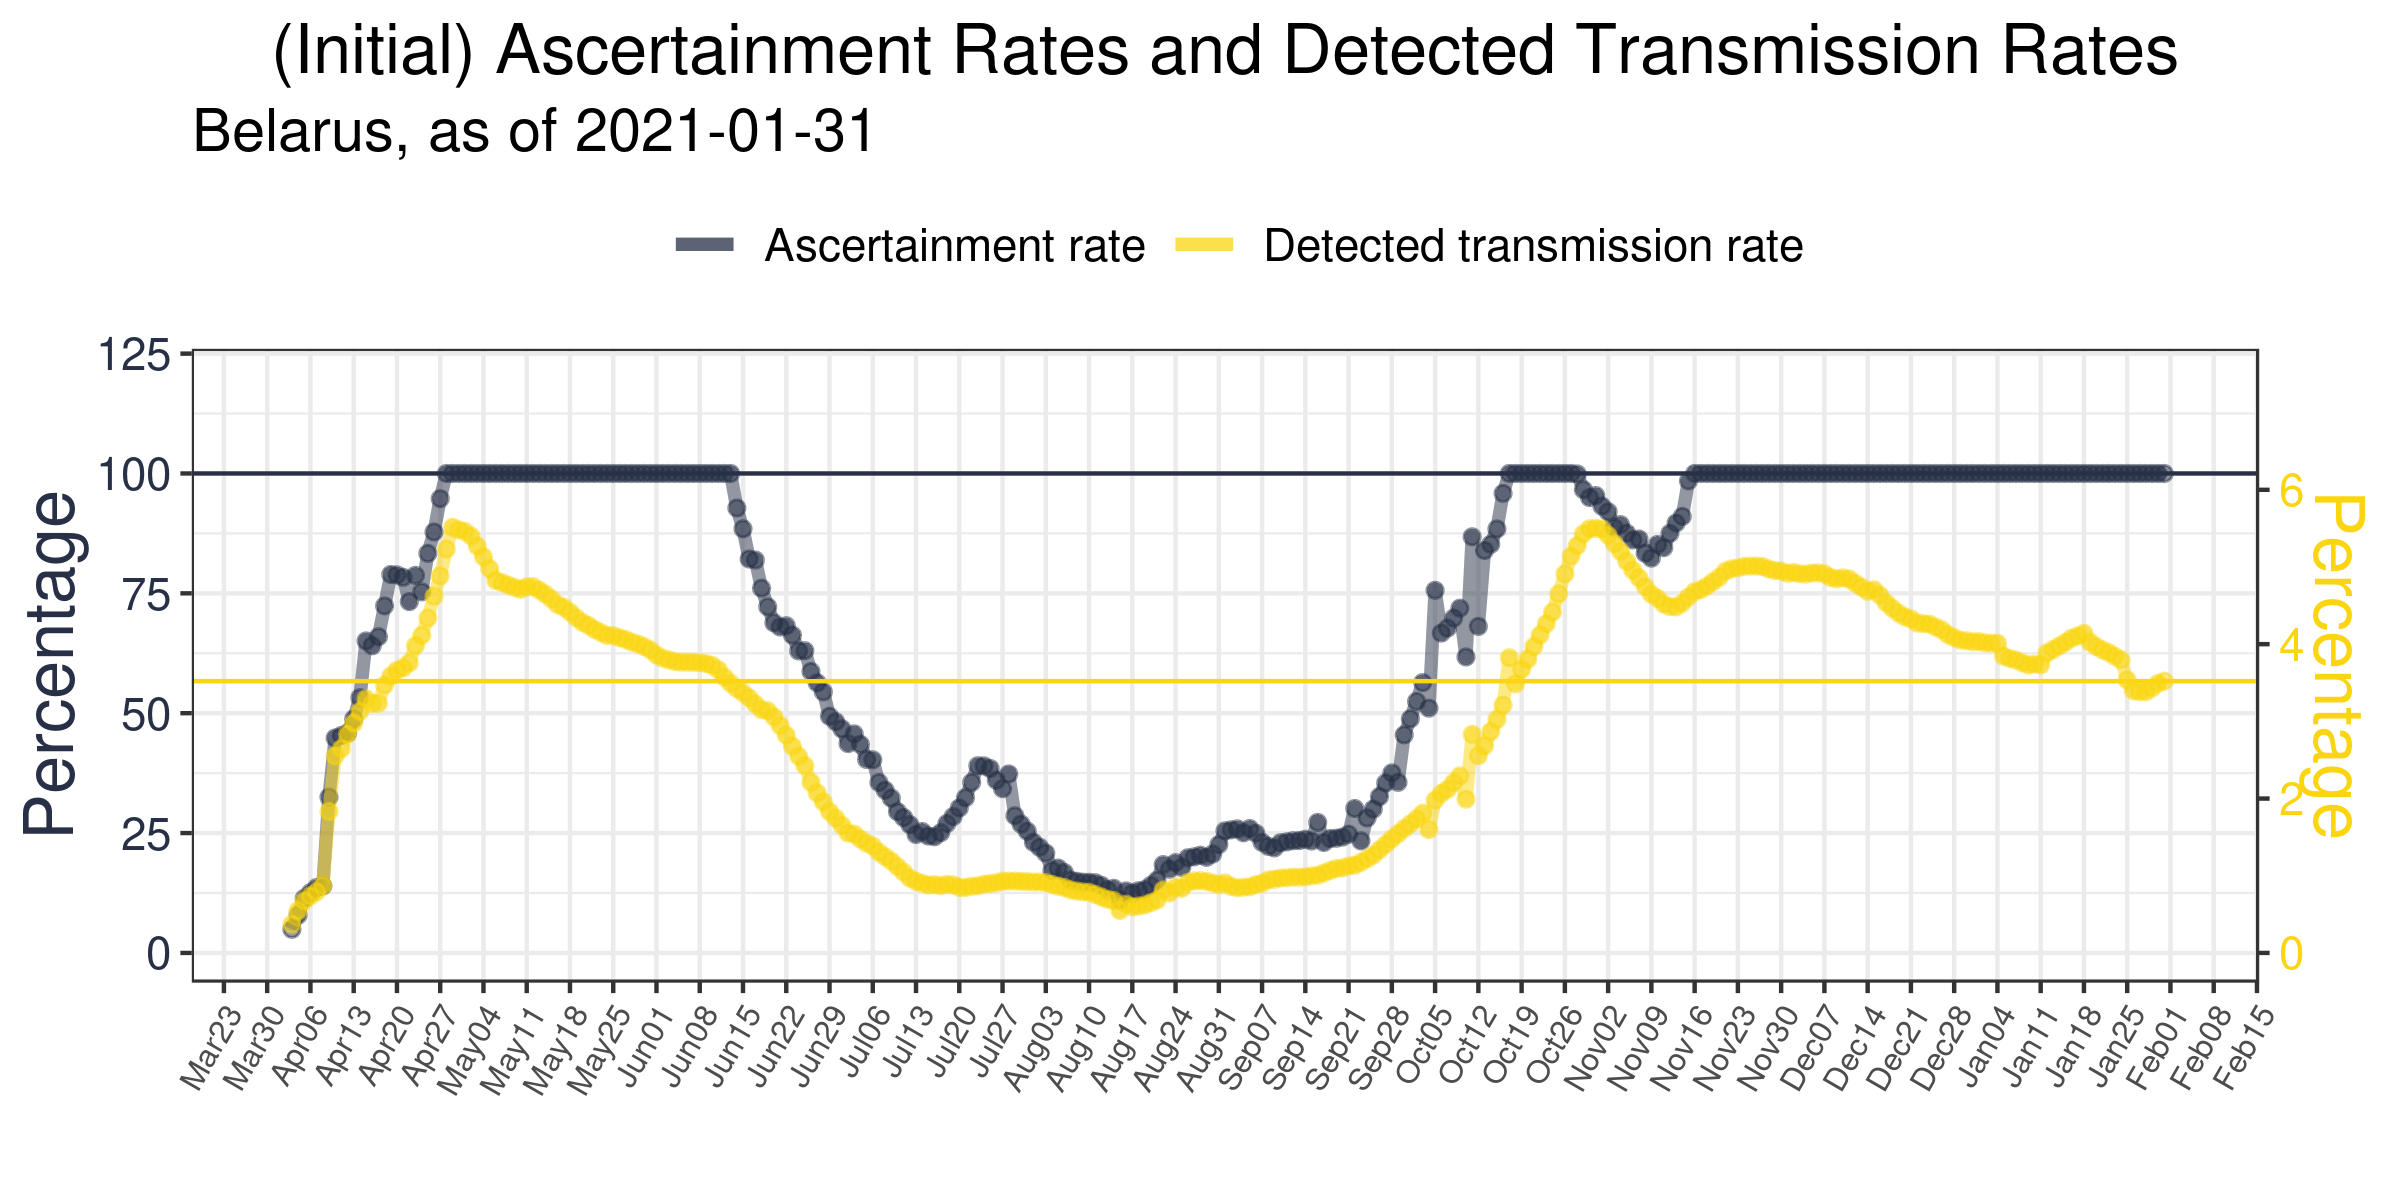 (Initial) Ascertainment Rates and Detected Transmission Rates
Belarus, as of 2021-01-31
Ascertainment rate
Detected transmission rate
Percentage
125
100
75
50
25
0
6
4
2
0
Percentage
Mar23
Mar30
Apr06
Apr13
Apr20
Apr27
May04
May11
May18
May25
Jun01
Jun08
Jun15
Jun22
Jun29
Jul06
Jul13
Jul20
Jul27
Aug03
Aug10
Aug17
Aug24
Aug31
Sep07
Sep14
Sep21
Sep28
Oct05
Oct12
Oct19
Oct26
Nov02
Nov09
Nov16
Nov23
Nov30
Dec07
Dec14
Dec21
Dec28
Jan04
Jan11
Jan18
Jan25
Feb01
Feb08
Feb15